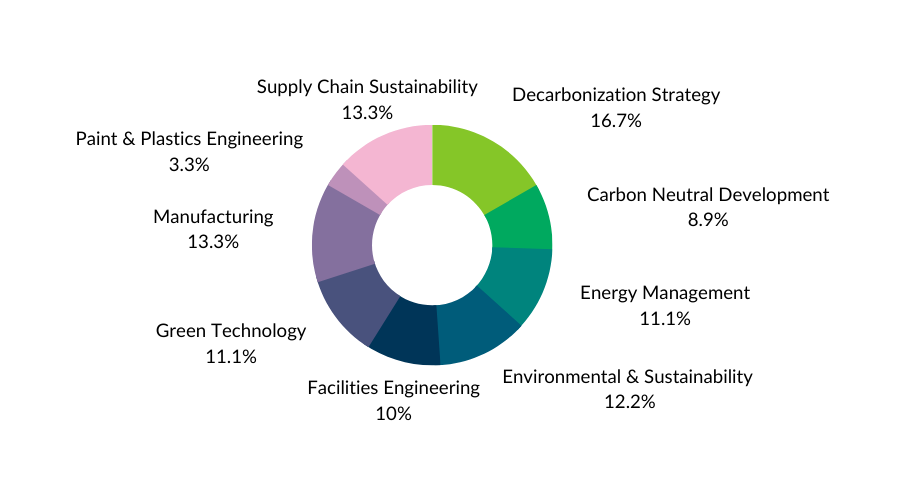 Supply Chain Sustainability
13.3%
Decarbonization Strategy
16.7%
Paint & Plastics Engineering
3.3%
Carbon Neutral Development
8.9%
Manufacturing
13.3%
Energy Management
11.1%
Green Technology
11.1%
Environmental & Sustainability
12.2%
Facilities Engineering
10%